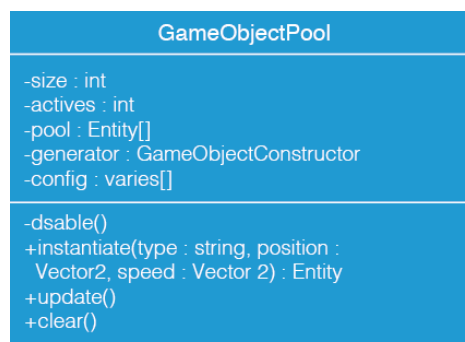 GameObjectPool
-size : int
-actives : int
-pool : Entity[]
-generator : GameObjectConstructor
-config : varies[]
-dsable()
+instantiate(type : string, position :
Vector2, speed : Vector 2) : Entity
+update()
+clear()